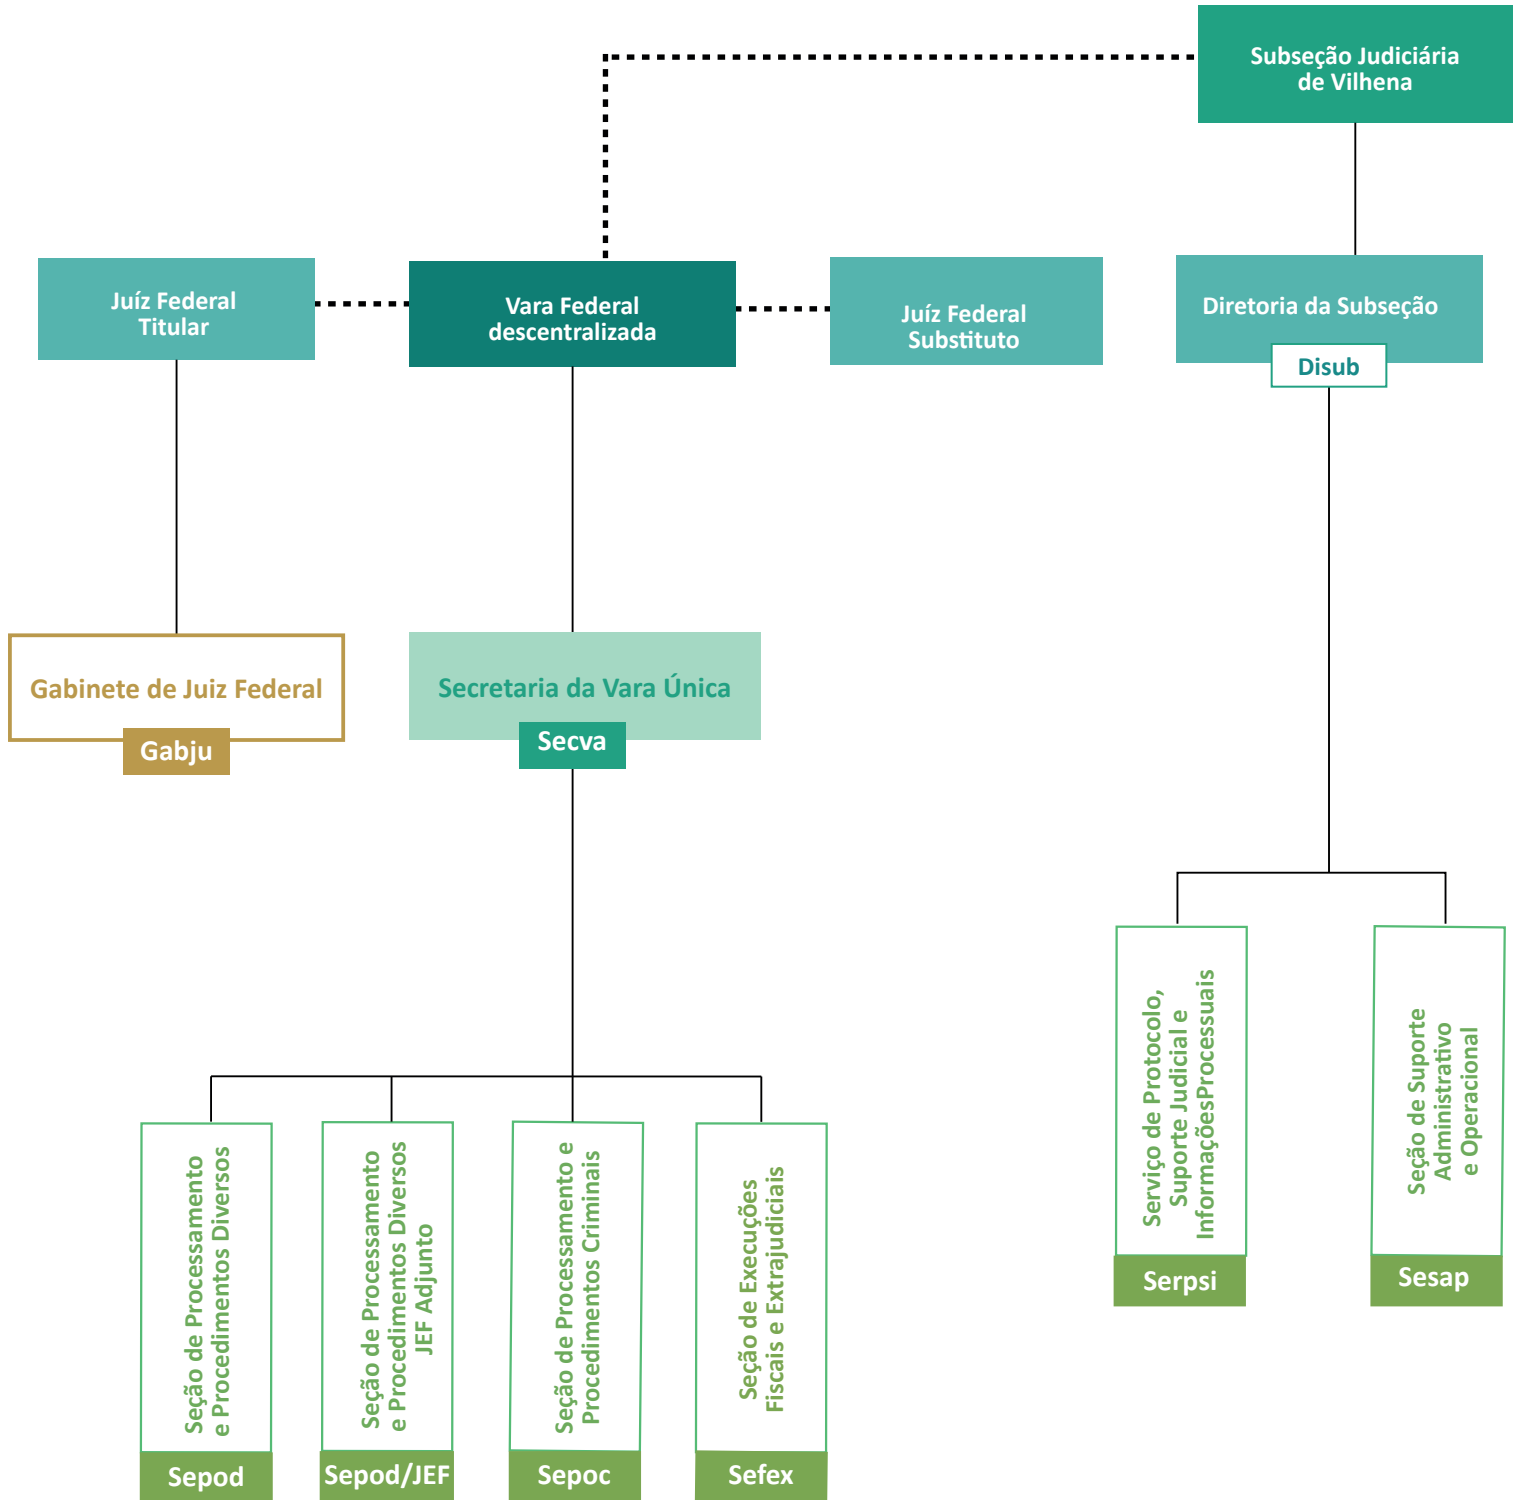 Subseção Judiciária
de Vilhena
Juíz Federal
Titular
Vara Federal
descentralizada
Juíz Federal
Substituto
Diretoria da Subseção
Disub
Gabinete de Juiz Federal
Gabju
Secretaria da Vara Única
Secva
Serviço de Protocolo,
Suporte Judicial e
InformaçõesProcessuais
Serpsi
Seção de Suporte
Administrativo
e Operacional
Sesap
Seção de Processamento
e Procedimentos Diversos
Sepod
Seção de Processamento
e Procedimentos Diversos
JEF Adjunto
Sepod/JEF
Seção de Processamento e
Procedimentos Criminais
Sepoc
Seção de Execuções
Fiscais e Extrajudiciais
Sefex